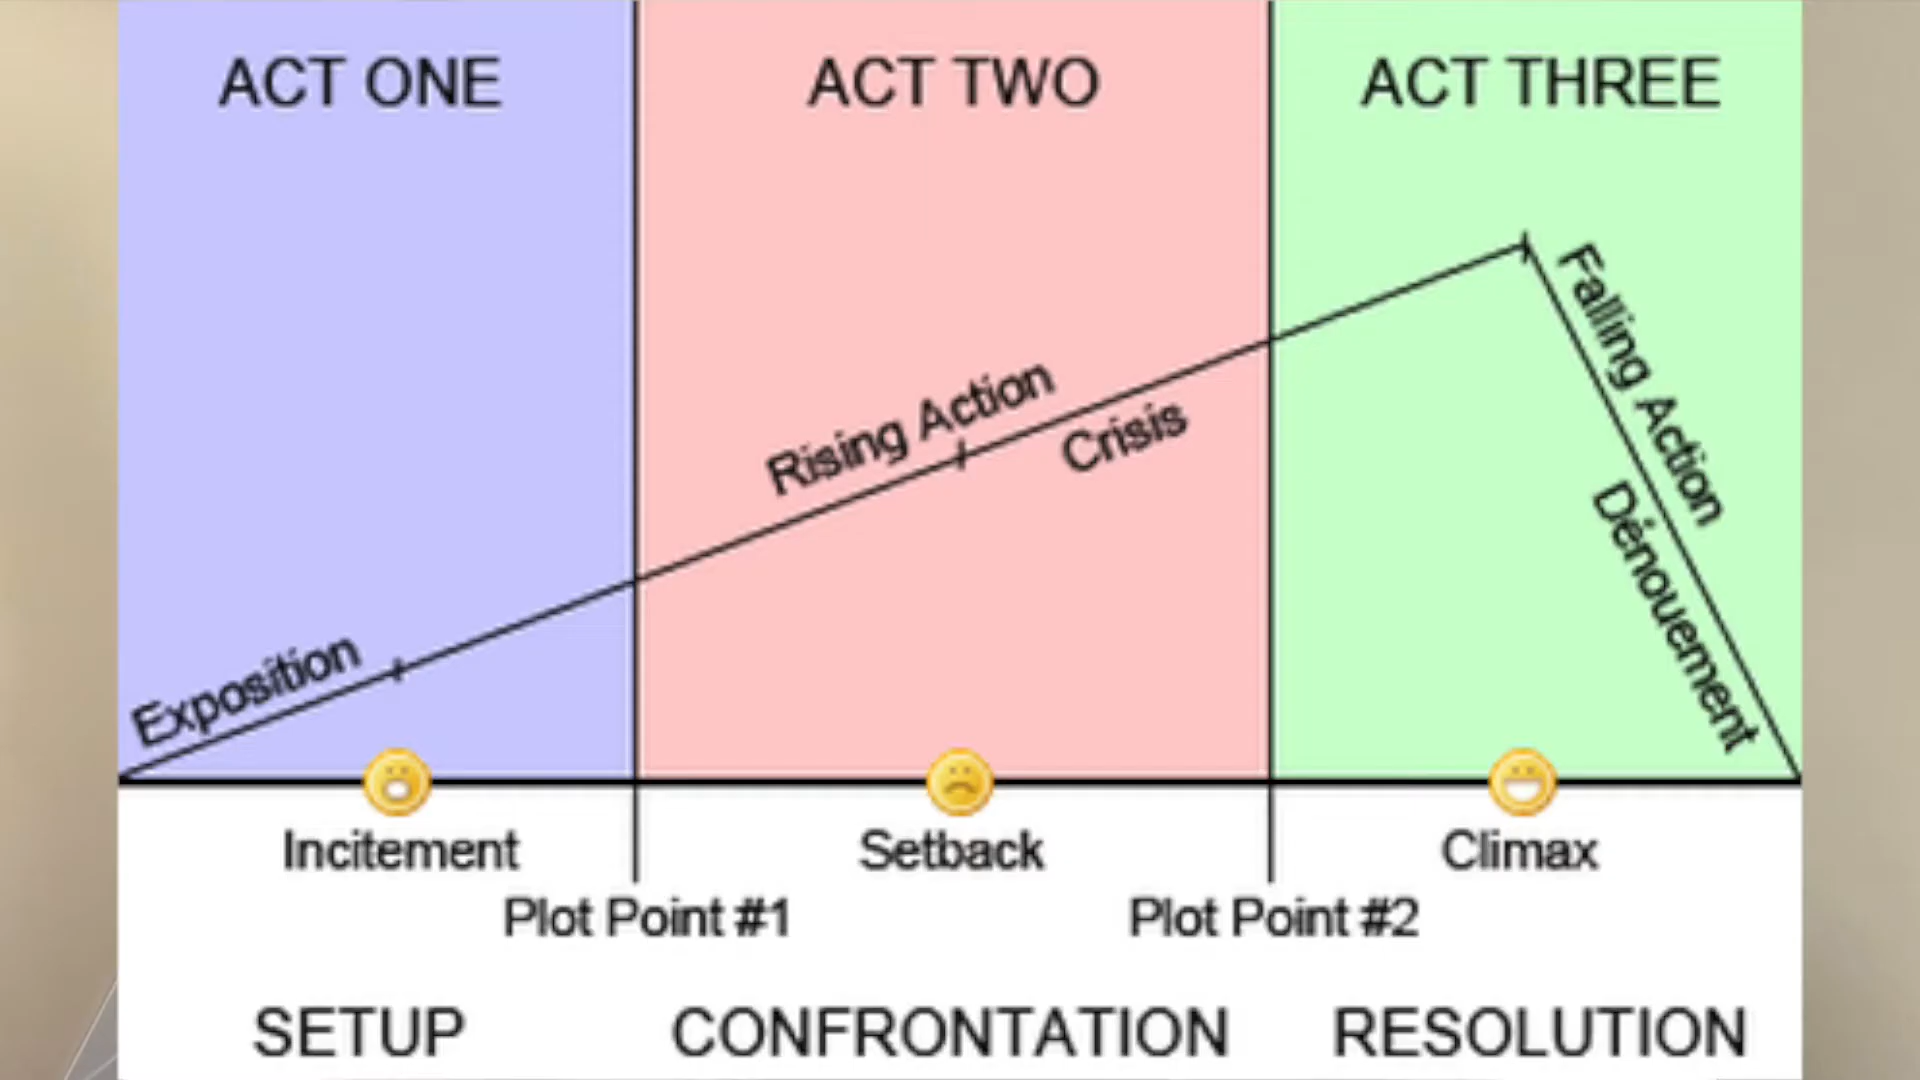 ACT ONE
ACT TWO
ACT THREE
Exposition
Rising Action
Crisis
Falling Action
Dénouement
Incitement
Setback
Climax
Plot Point #1
Plot Point #2
SETUP
CONFRONTATION
RESOLUTION